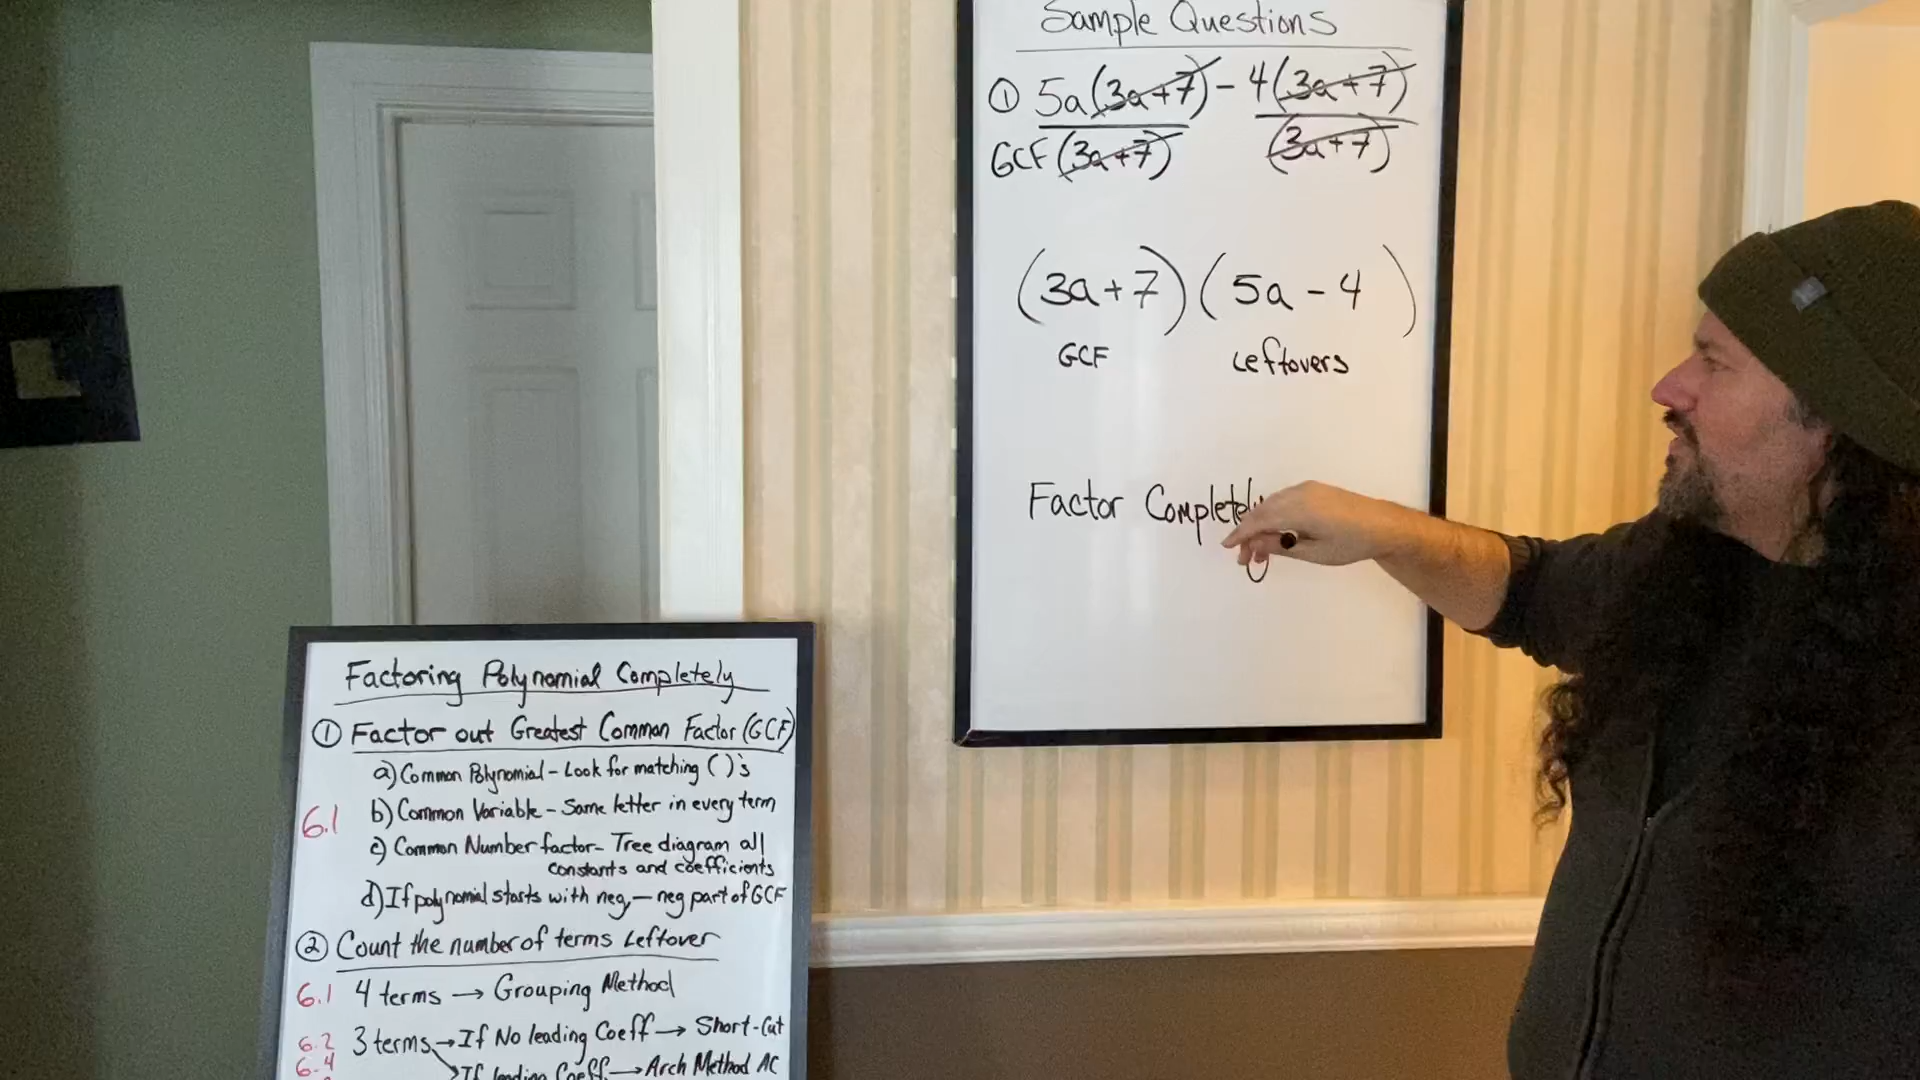 Sample Questions
① 5a(3a+7) - 4(3a+7)
GCF (3a+7) (3a+7)
(3a+7)(5a-4)
GCF Leftovers
Factor Completely
Factoring Polynomial Completely
① Factor out Greatest Common Factor (GCF)
a) Common Polynomial - Look for matching ( )'s
6.1 b) Common Variable - Same letter in every term
c) Common Number factor - Tree diagram all
constants and coefficients
d) If polynomial starts with neg, - neg part of GCF
② Count the number of terms Leftover
6.1 4 terms → Grouping Method
6.2 3 terms → If No leading Coeff → Short-Cut
6.4 If leading Coeff. → Arch Method AC